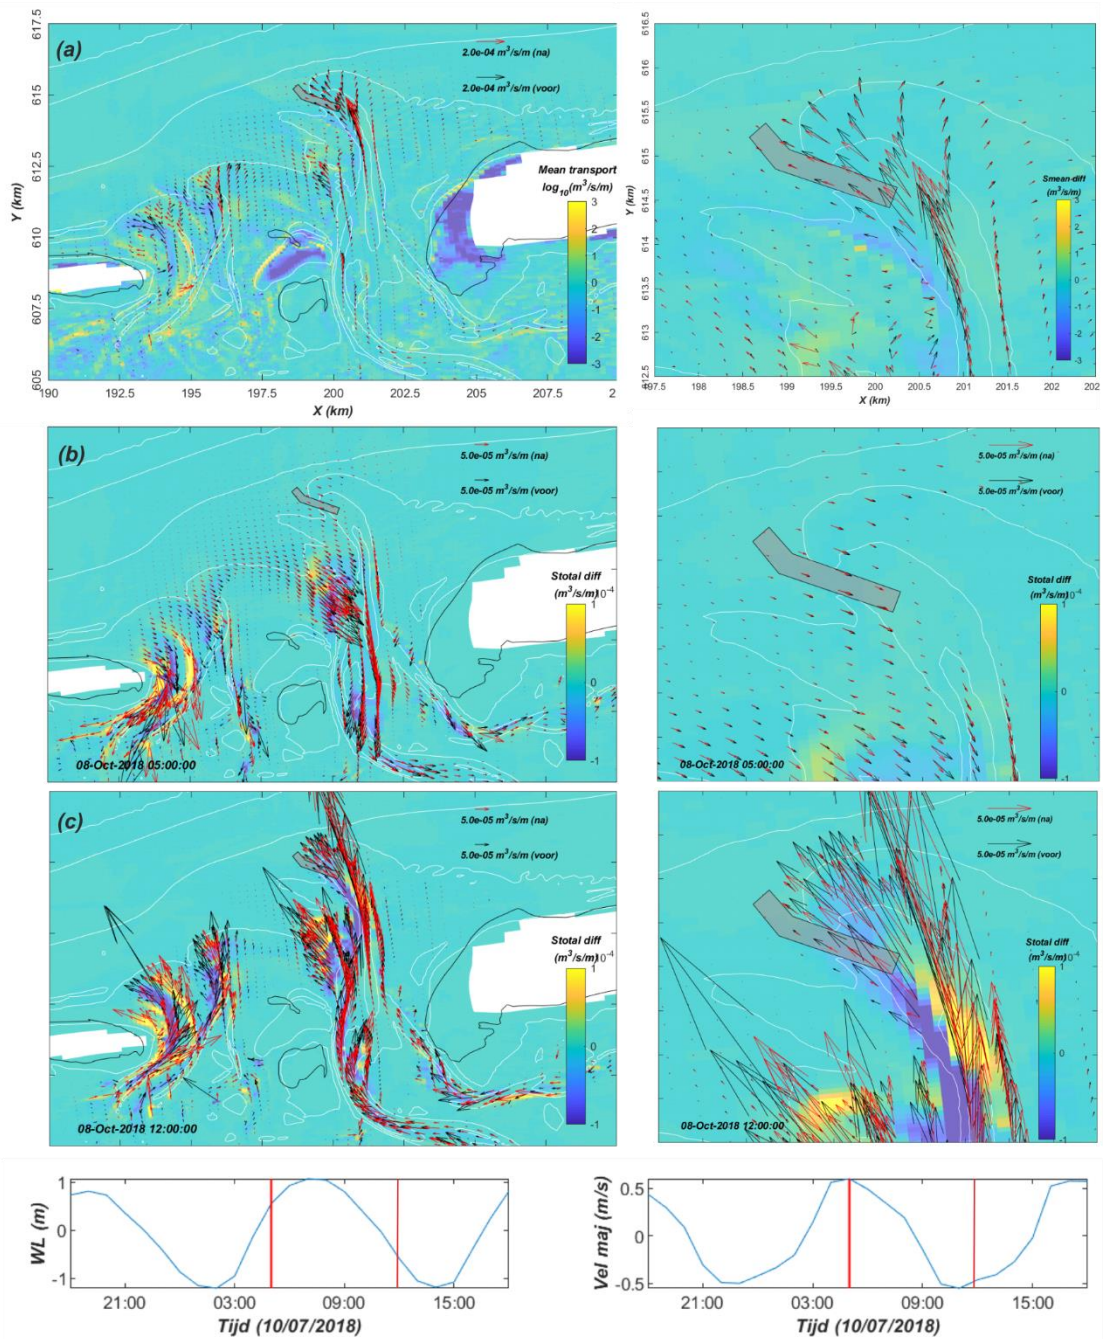 (a)
617.5
615
612.5
610
607.5
605
Y (km)
190
192.5
195
197.5
200
202.5
205
207.5
2
X (km)
2.0e-04 m³/s/m (na)
2.0e-04 m³/s/m (voor)
Mean transport
log₁₀(m³/s/m)
3
2
1
0
-1
-2
-3
616.5
616
615.5
615
614.5
614
613.5
613
612.5
Y (km)
497.5
198
198.5
199
199.5
200
200.5
201
201.5
202
202
X (km)
Smean-diff
(m³/s/m)
3
2
1
0
-1
-2
-3
(b)
5.0e-05 m³/s/m (na)
5.0e-05 m³/s/m (voor)
Stotal diff
(m³/s/m)10⁻⁴
1
0
-1
08-Oct-2018 05:00:00
5.0e-05 m³/s/m (na)
5.0e-05 m³/s/m (voor)
Stotal diff
(m³/s/m)10⁻⁴
1
0
-1
08-Oct-2018 05:00:00
(c)
5.0e-05 m³/s/m (na)
5.0e-05 m³/s/m (voor)
Stotal diff
(m³/s/m)10⁻⁴
1
0
-1
08-Oct-2018 12:00:00
5.0e-05 m³/s/m (na)
5.0e-05 m³/s/m (voor)
Stotal diff
(m³/s/m)10⁻⁴
1
0
-1
08-Oct-2018 12:00:00
WL (m)
1
0
-1
21:00
03:00
09:00
15:00
Tijd (10/07/2018)
Vel maj (m/s)
0.5
0
-0.5
21:00
03:00
09:00
15:00
Tijd (10/07/2018)